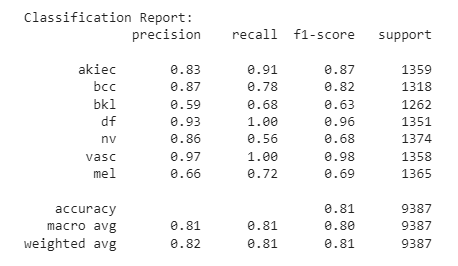 Classification Report:
precision recall f1-score support
akiec 0.83 0.91 0.87 1359
bcc 0.87 0.78 0.82 1318
bkl 0.59 0.68 0.63 1262
df 0.93 1.00 0.96 1351
nv 0.86 0.56 0.68 1374
vasc 0.97 1.00 0.98 1358
mel 0.66 0.72 0.69 1365
accuracy 0.81 9387
macro avg 0.81 0.81 0.80 9387
weighted avg 0.82 0.81 0.81 9387